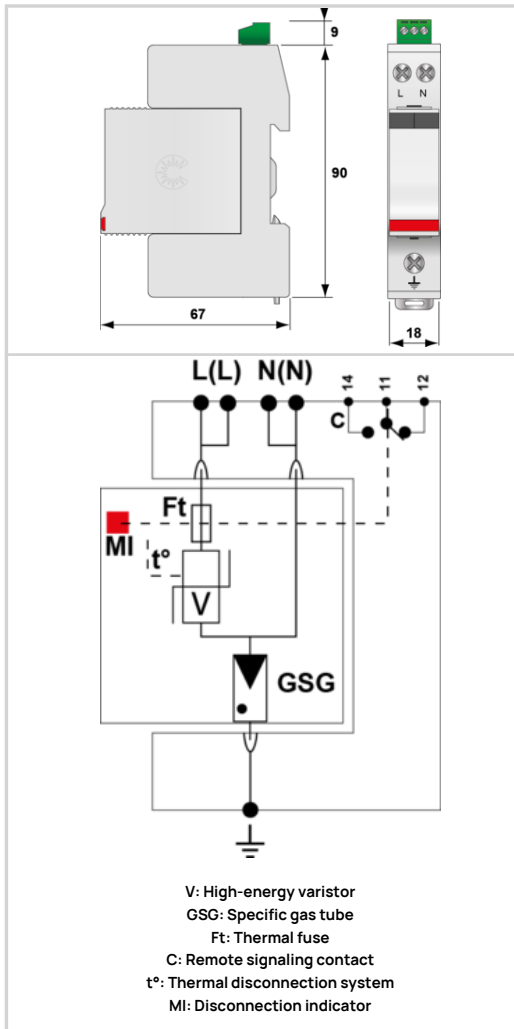 9
L N
90
67
18
L(L) N(N)
14
11
12
C
Ft
MI
t°
V
GSG
V: High-energy varistor
GSG: Specific gas tube
Ft: Thermal fuse
C: Remote signaling contact
t°: Thermal disconnection system
MI: Disconnection indicator